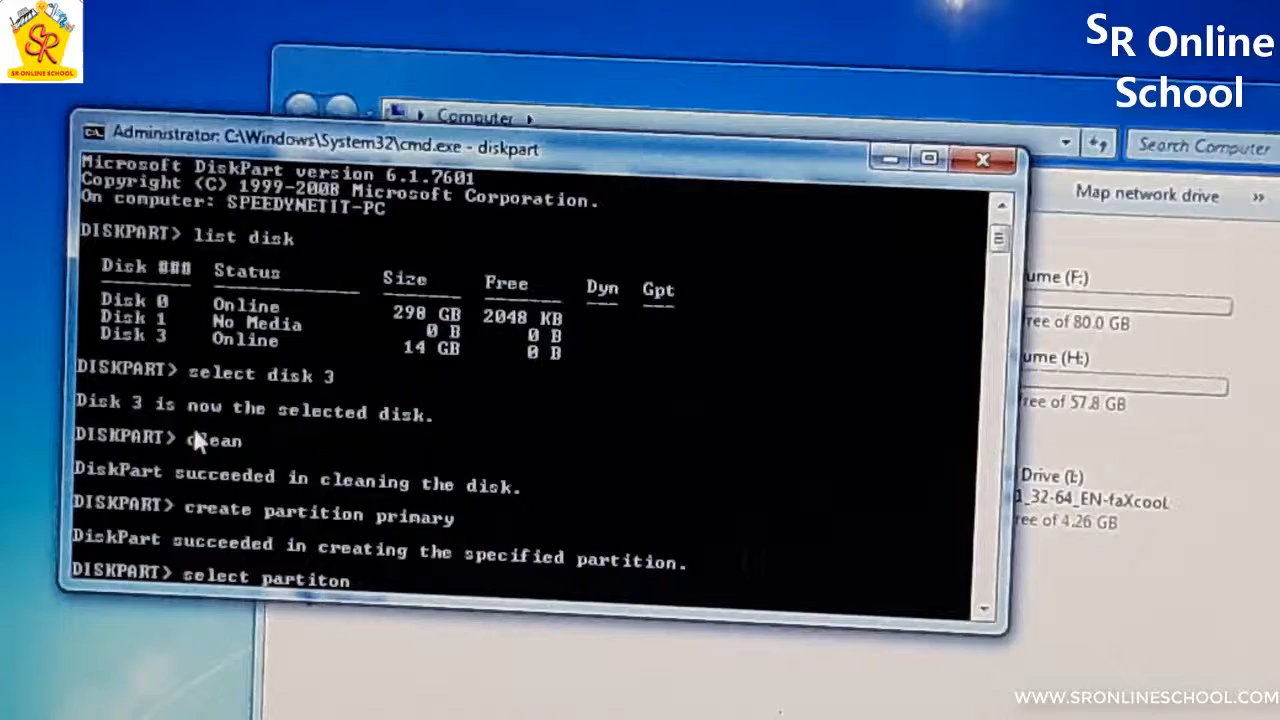 SR
SR ONLINE SCHOOL
SR Online
School
Computer
Search Computer
Map network drive »
Administrator: C:\Windows\System32\cmd.exe - diskpart
Microsoft DiskPart version 6.1.7601
Copyright (C) 1999-2008 Microsoft Corporation.
On computer: SPEEDYNETIT-PC
DISKPART> list disk
Disk ### Status Size Free Dyn Gpt
Disk 0 Online 298 GB 2048 KB
Disk 1 No Media 0 B 0 B
Disk 3 Online 14 GB 0 B
DISKPART> select disk 3
Disk 3 is now the selected disk.
DISKPART> clean
DiskPart succeeded in cleaning the disk.
DISKPART> create partition primary
DiskPart succeeded in creating the specified partition.
DISKPART> select partiton
ume (F:)
ree of 80.0 GB
ume (H:)
ree of 57.8 GB
Drive (I:)
1_32-64_EN-faXcooL
ree of 4.26 GB
WWW.SRONLINESCHOOL.COM